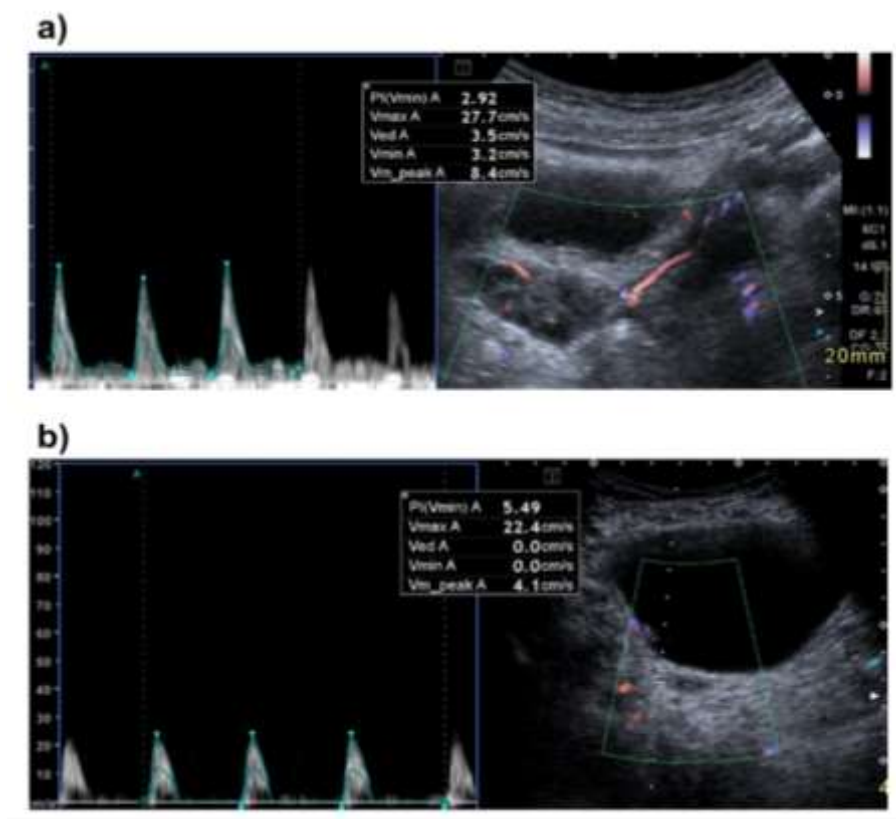 a)
PI(Vmin) A 2.92
Vmax A 27.7cm/s
Ved A 3.5cm/s
Vmin A 3.2cm/s
Vm_peak A 8.4cm/s
0
5
20mm
b)
PI(Vmin) A 5.49
Vmax A 22.4cm/s
Ved A 0.0cm/s
Vmin A 0.0cm/s
Vm_peak A 4.1cm/s
110
100
90
80
70
60
50
40
30
20
10